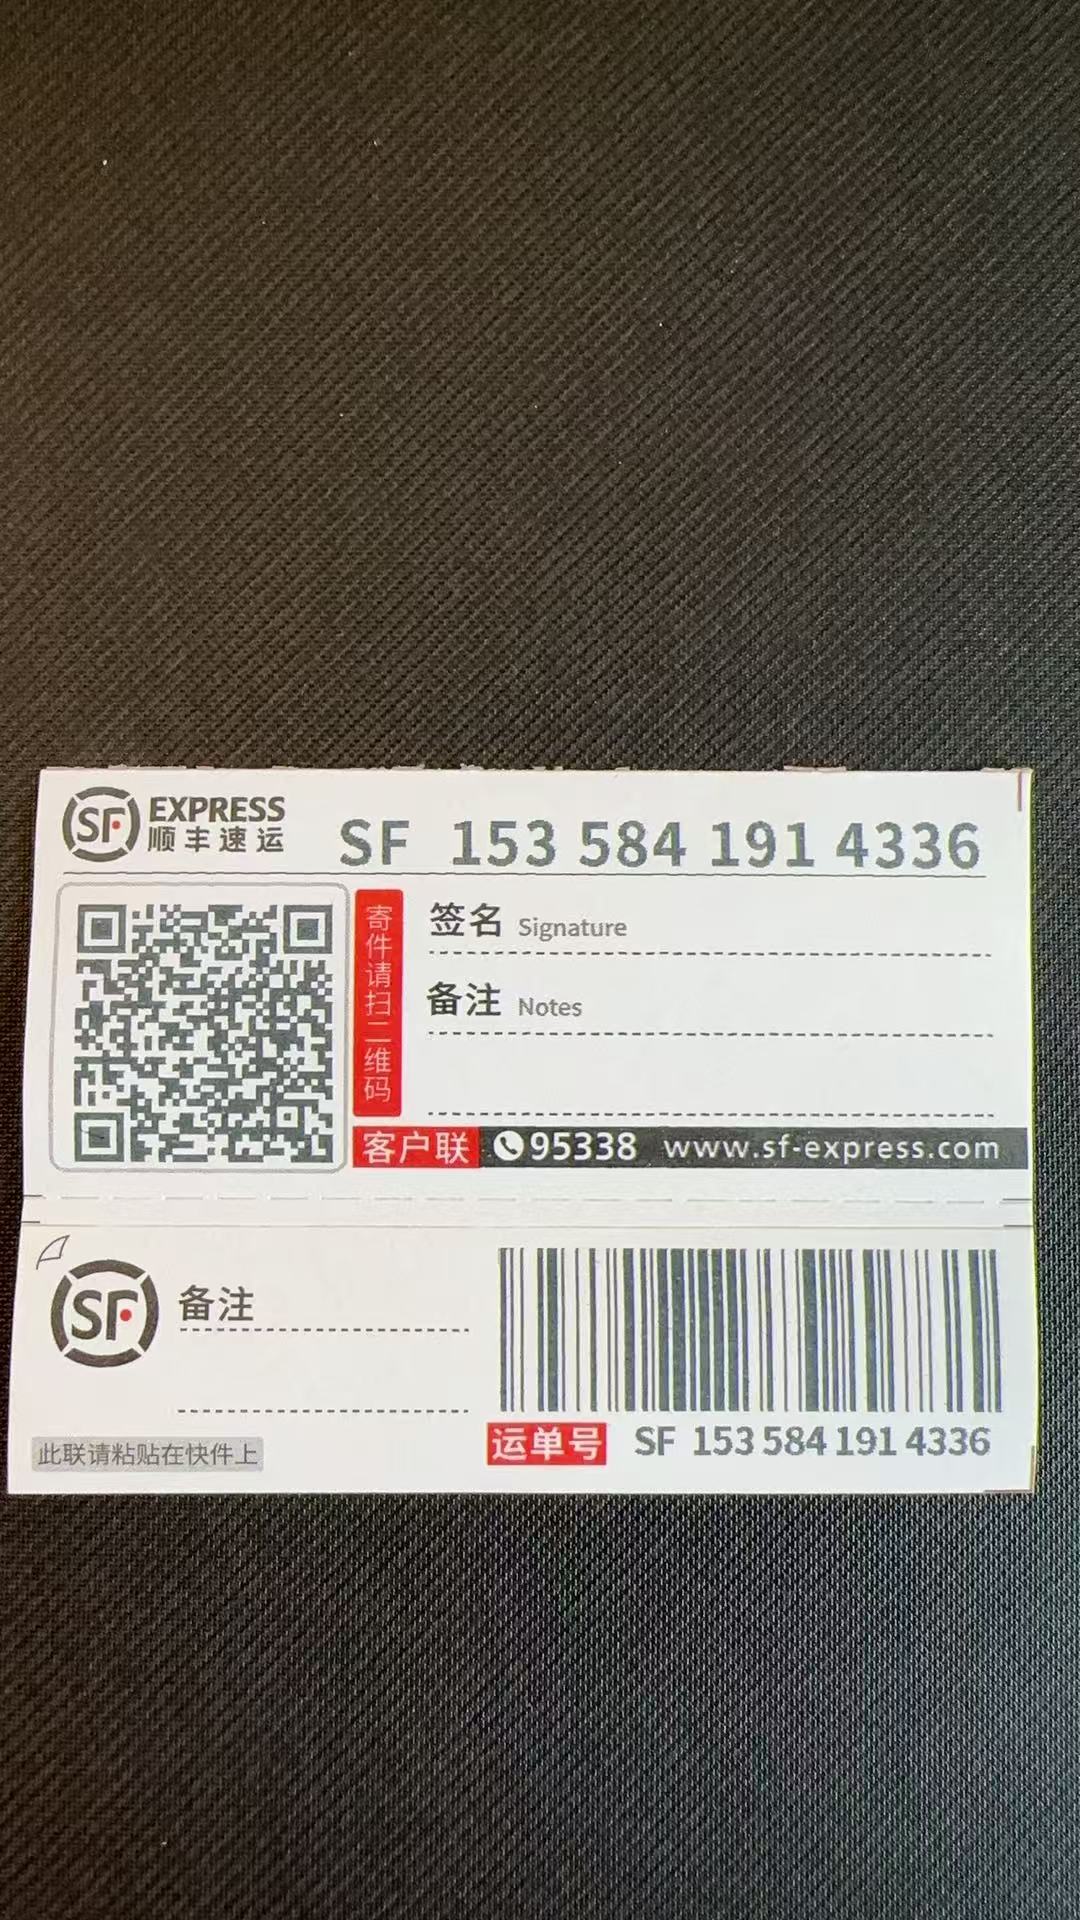 SF EXPRESS
顺丰速运
SF 153 584 191 4336
寄件请扫二维码
签名 Signature
备注 Notes
客户联 95338 www.sf-express.com
SF 备注
此联请粘贴在快件上
运单号 SF 153 584 191 4336